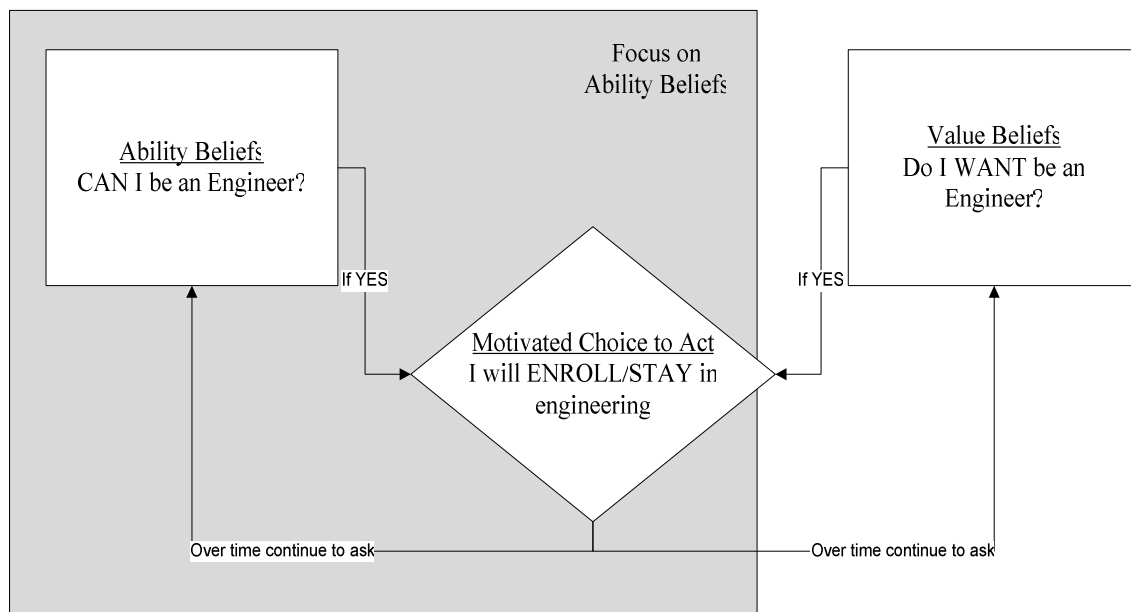 Focus on
Ability Beliefs
Ability Beliefs
CAN I be an Engineer?
Value Beliefs
Do I WANT be an
Engineer?
If YES
If YES
Motivated Choice to Act
I will ENROLL/STAY in
engineering
Over time continue to ask
Over time continue to ask